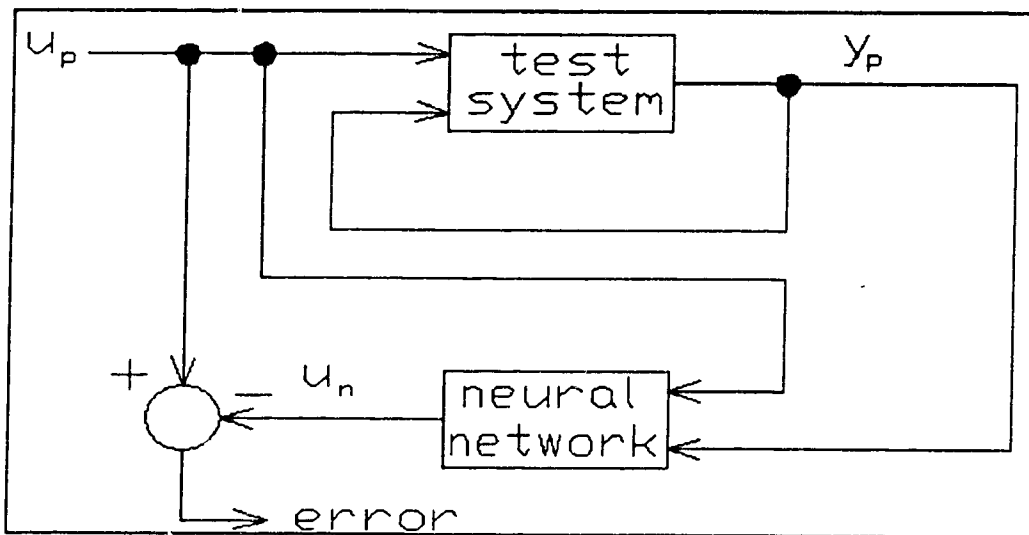 u_p
test
system
y_p
+
−
u_n
neural
network
error